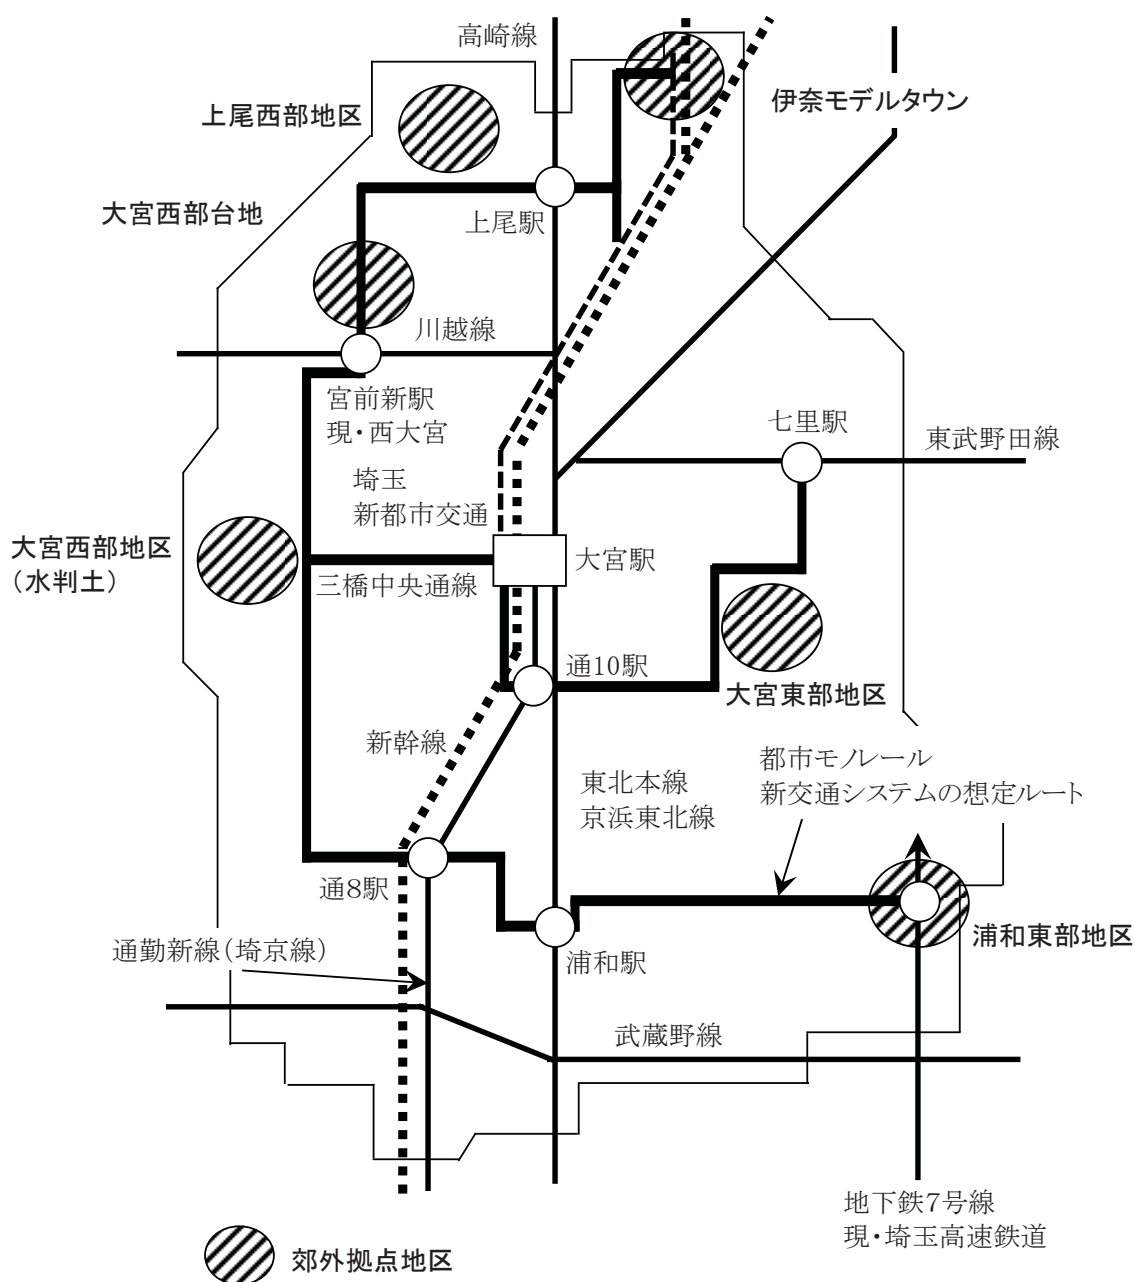 高崎線
伊奈モデルタウン
上尾西部地区
大宮西部台地
上尾駅
川越線
宮前新駅
現・西大宮
七里駅
東武野田線
埼玉
新都市交通
大宮西部地区
(水判土)
大宮駅
三橋中央通線
通10駅
大宮東部地区
新幹線
都市モノレール
新交通システムの想定ルート
東北本線
京浜東北線
通8駅
浦和東部地区
通勤新線(埼京線)
浦和駅
武蔵野線
地下鉄7号線
現・埼玉高速鉄道
郊外拠点地区